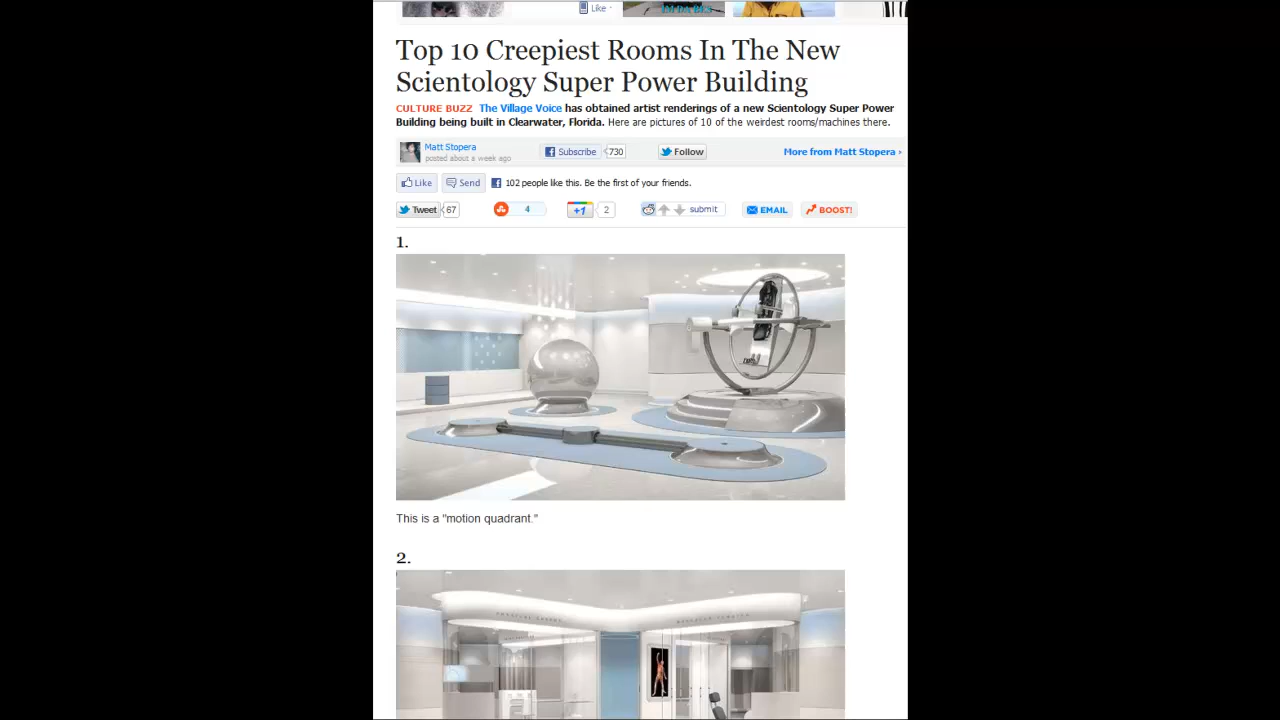 Like
Top 10 Creepiest Rooms In The New
Scientology Super Power Building
CULTURE BUZZ The Village Voice has obtained artist renderings of a new Scientology Super Power
Building being built in Clearwater, Florida. Here are pictures of 10 of the weirdest rooms/machines there.
Matt Stopera
posted about a week ago
Subscribe 730 Follow More from Matt Stopera ›
Like Send 102 people like this. Be the first of your friends.
Tweet 67 4 +1 2 submit EMAIL BOOST!
1.
This is a "motion quadrant."
2.